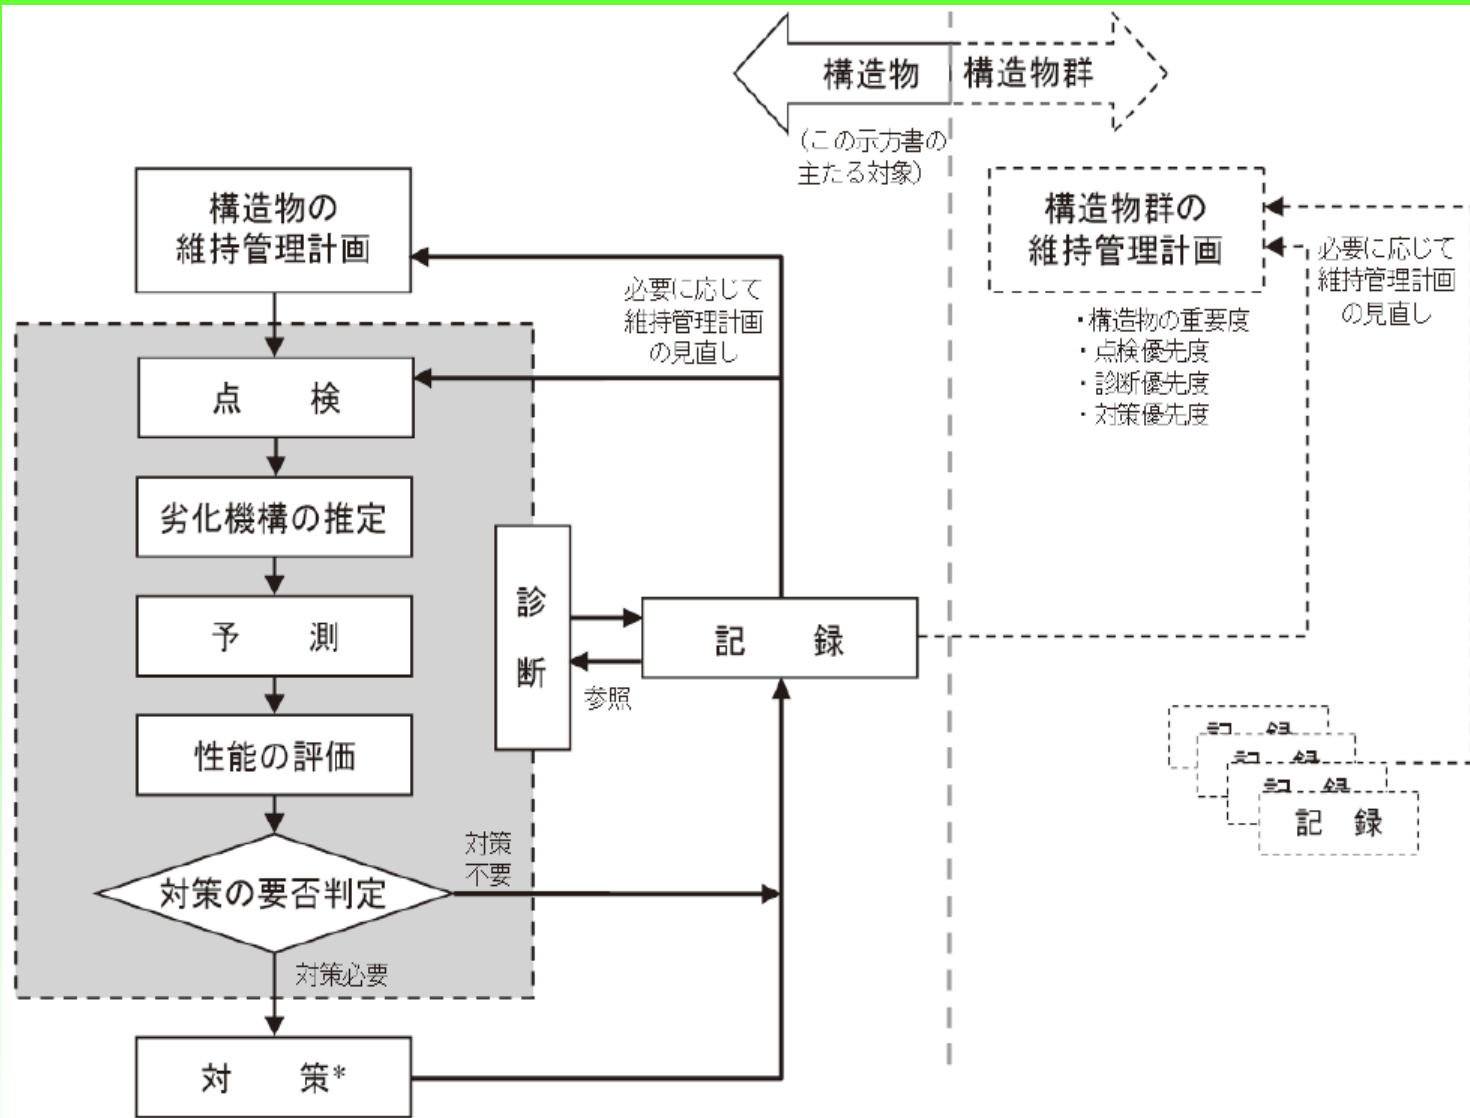 構造物
構造物群
(この示方書の
主たる対象)
構造物の
維持管理計画
必要に応じて
維持管理計画
の見直し
点 検
劣化機構の推定
予 測
性能の評価
対策の要否判定
対策
不要
対策必要
対 策*
診
断
参照
記 録
構造物群の
維持管理計画
・構造物の重要度
・点検優先度
・診断優先度
・対策優先度
必要に応じて
維持管理計画
の見直し
記 録
記 録
記 録
記 録